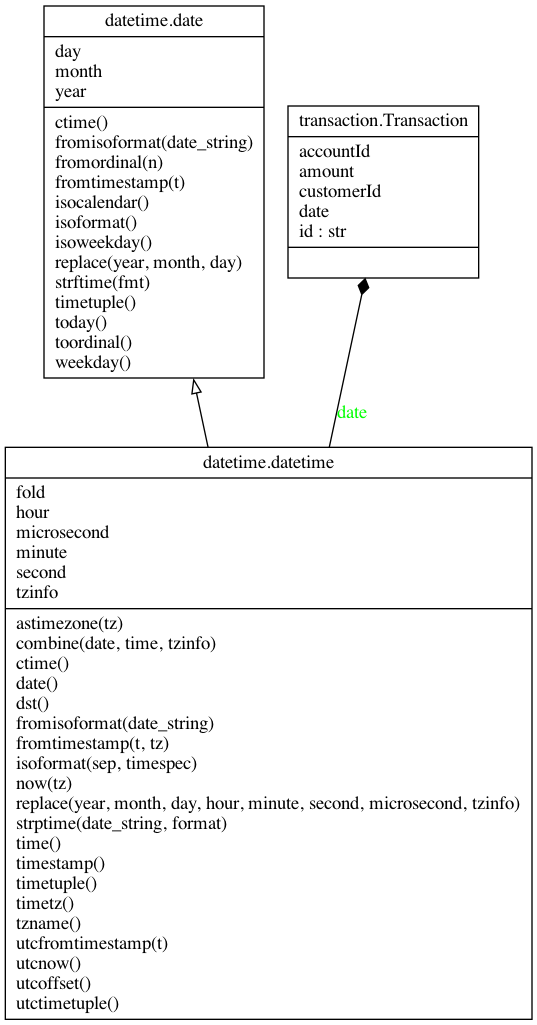 datetime.date
day
month
year
ctime()
fromisoformat(date_string)
fromordinal(n)
fromtimestamp(t)
isocalendar()
isoformat()
isoweekday()
replace(year, month, day)
strftime(fmt)
timetuple()
today()
toordinal()
weekday()
transaction.Transaction
accountId
amount
customerId
date
id : str
date
datetime.datetime
fold
hour
microsecond
minute
second
tzinfo
astimezone(tz)
combine(date, time, tzinfo)
ctime()
date()
dst()
fromisoformat(date_string)
fromtimestamp(t, tz)
isoformat(sep, timespec)
now(tz)
replace(year, month, day, hour, minute, second, microsecond, tzinfo)
strptime(date_string, format)
time()
timestamp()
timetuple()
timetz()
tzname()
utcfromtimestamp(t)
utcnow()
utcoffset()
utctimetuple()